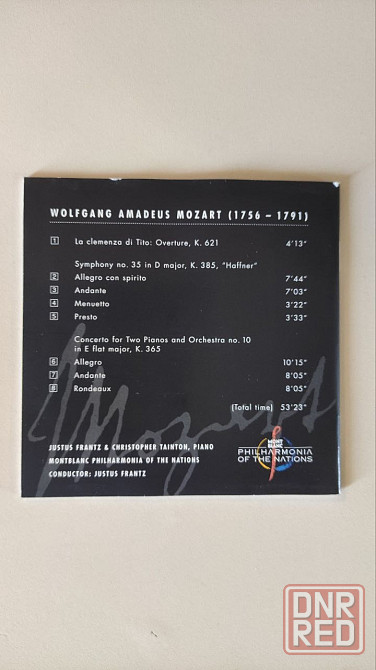 WOLFGANG AMADEUS MOZART (1756 – 1791)
1 La clemenza di Tito: Overture, K. 621 4'13"
Symphony no. 35 in D major, K. 385, "Haffner"
2 Allegro con spirito 7'44"
3 Andante 7'03"
4 Menuetto 3'22"
5 Presto 3'33"
Concerto for Two Pianos and Orchestra no. 10
in E flat major, K. 365
6 Allegro 10'15"
7 Andante 8'05"
8 Rondeaux 8'05"
(Total time) 53'23"
Mozart
JUSTUS FRANTZ & CHRISTOPHER TAINTON, PIANO
MONTBLANC PHILHARMONIA OF THE NATIONS
CONDUCTOR: JUSTUS FRANTZ
MONT
BLANC
PHILHARMONIA
OF THE NATIONS
DNR
RED